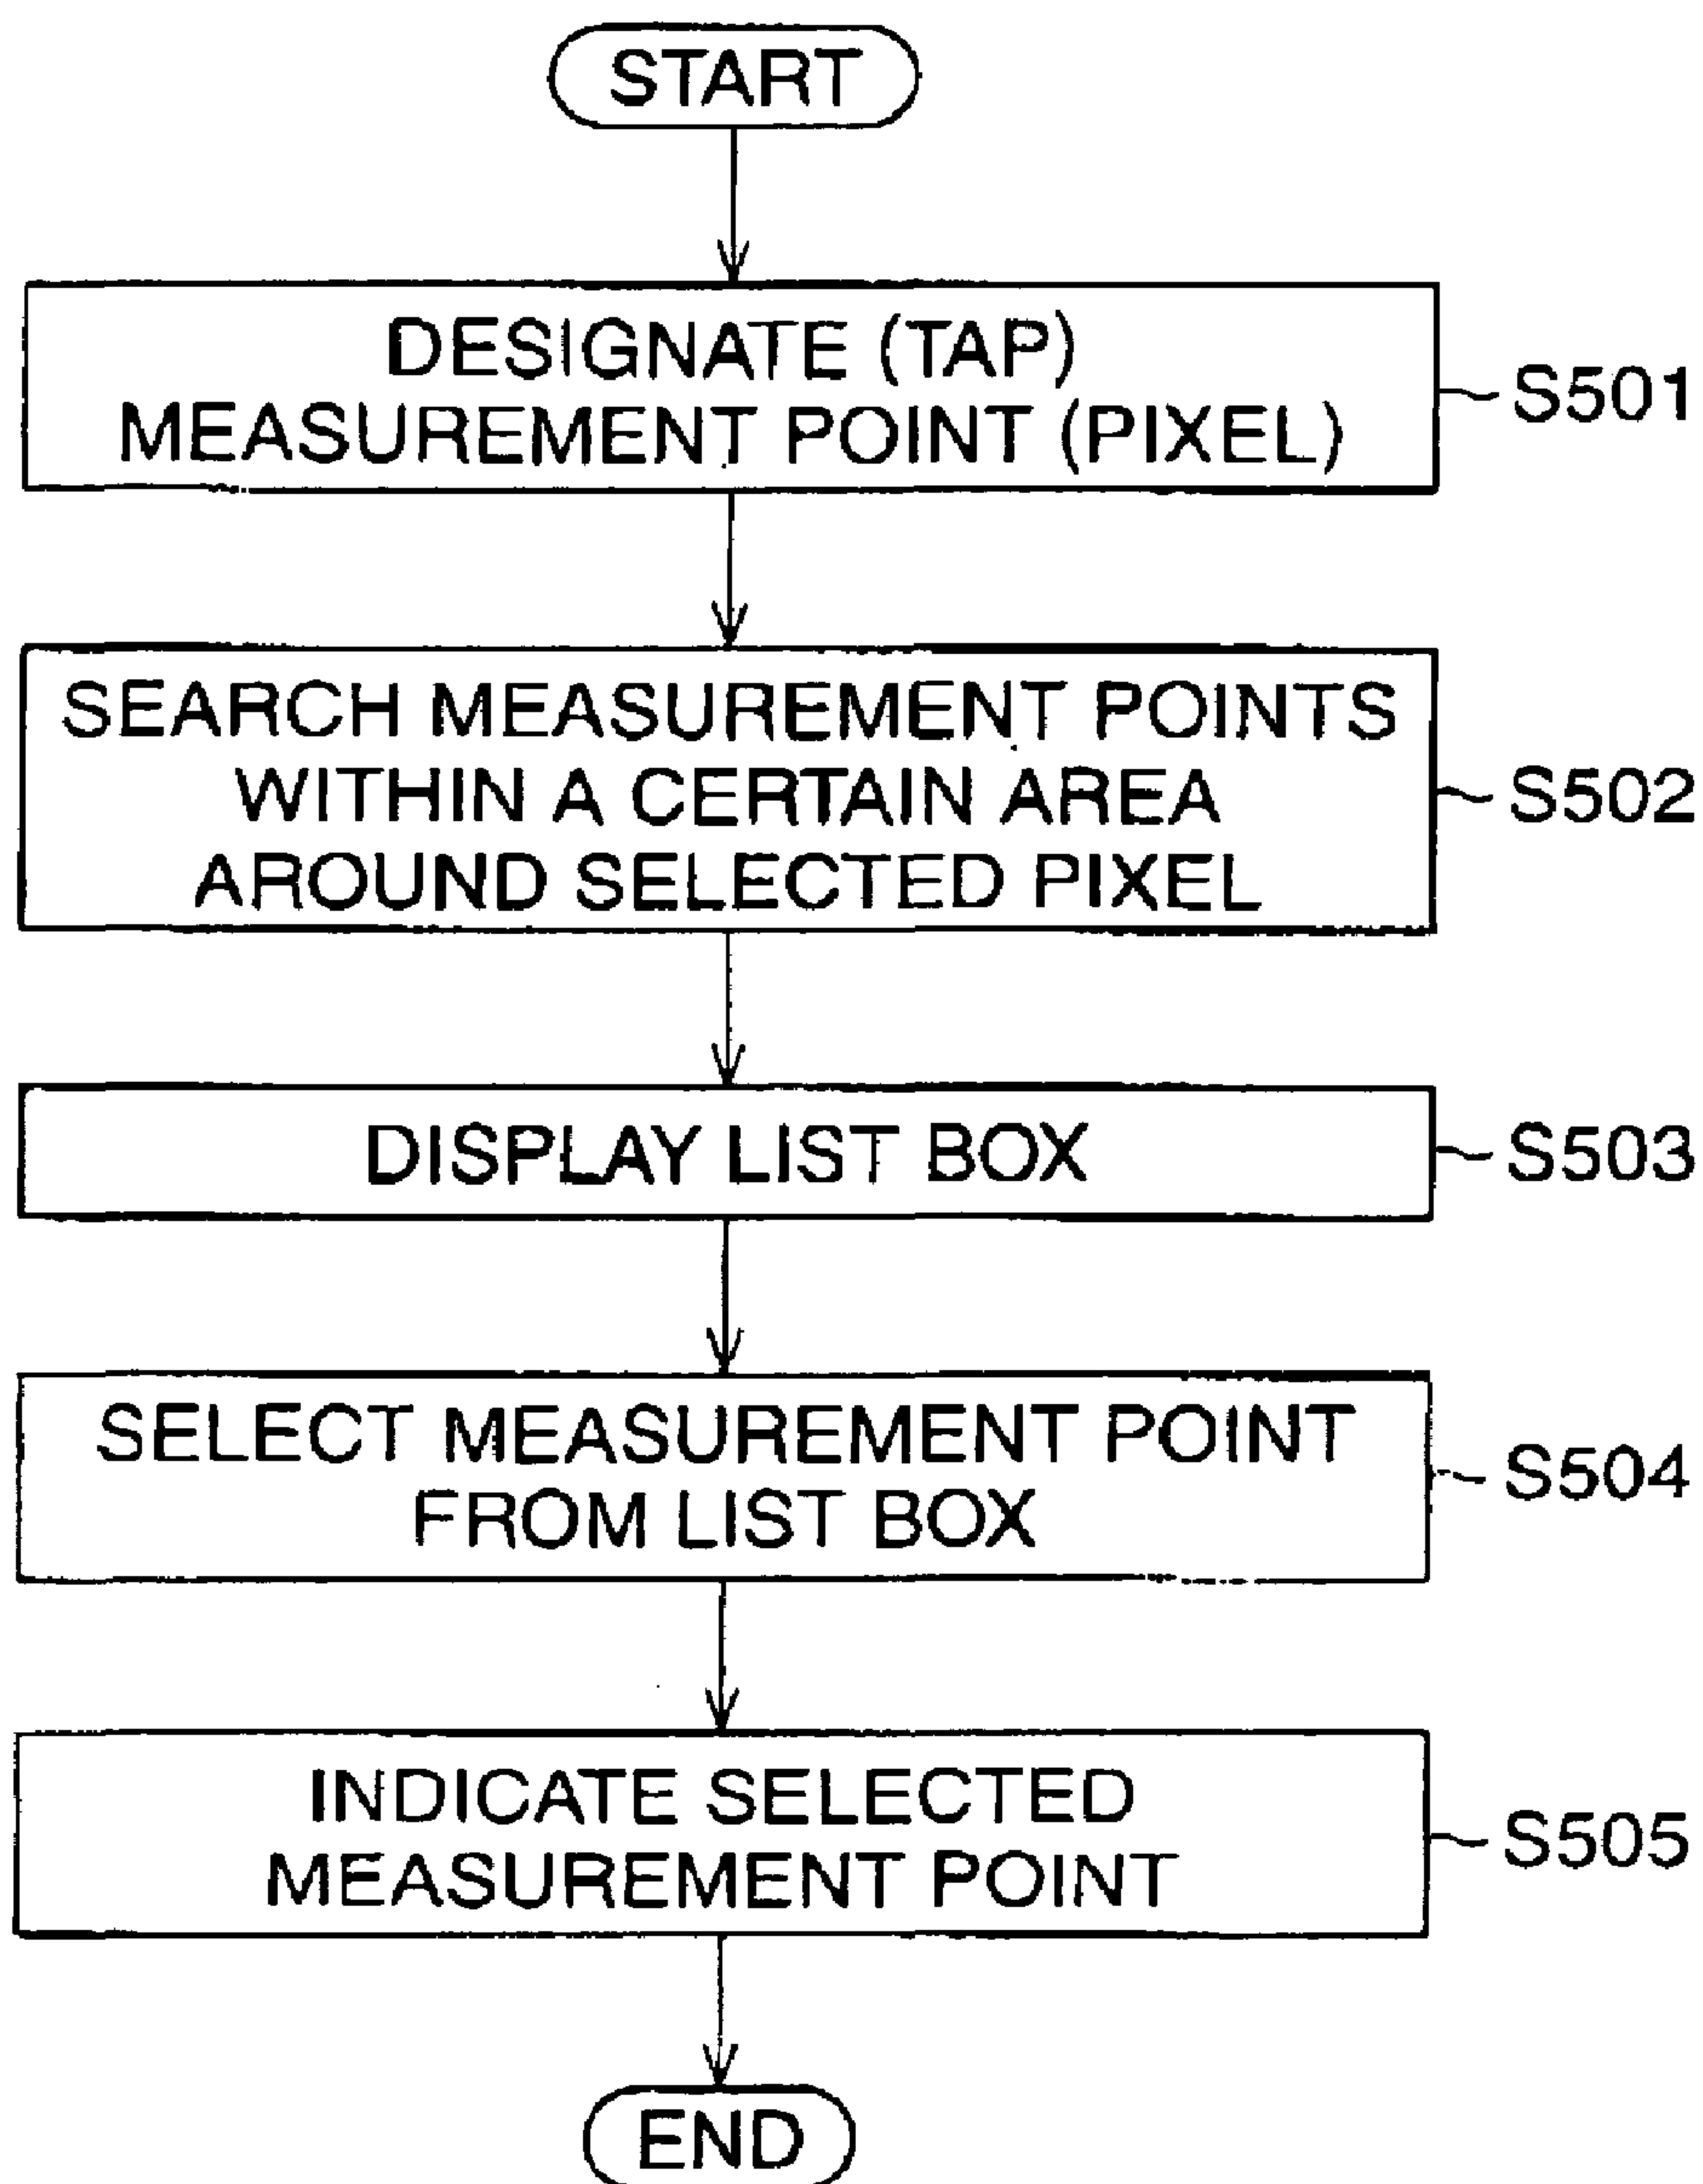 START
DESIGNATE (TAP)
MEASUREMENT POINT (PIXEL)
S501
SEARCH MEASUREMENT POINTS
WITHIN A CERTAIN AREA
AROUND SELECTED PIXEL
S502
DISPLAY LIST BOX
S503
SELECT MEASUREMENT POINT
FROM LIST BOX
S504
INDICATE SELECTED
MEASUREMENT POINT
S505
END